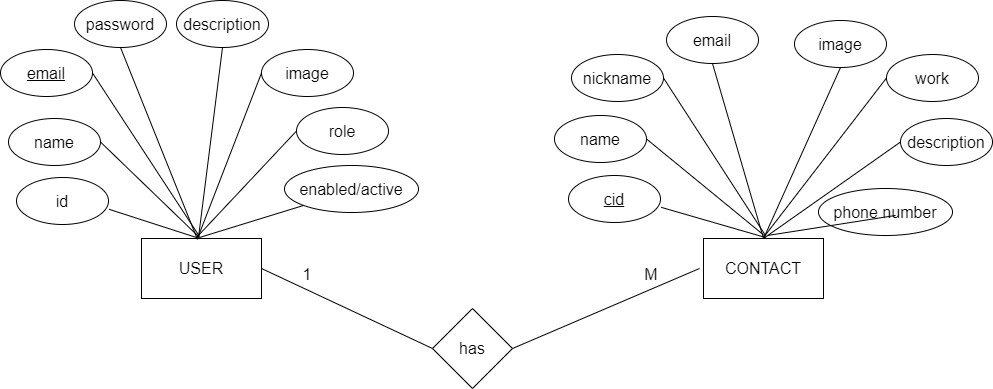 password
description
email
image
name
role
id
enabled/active
USER
1
has
M
email
image
nickname
work
name
description
cid
phone number
CONTACT